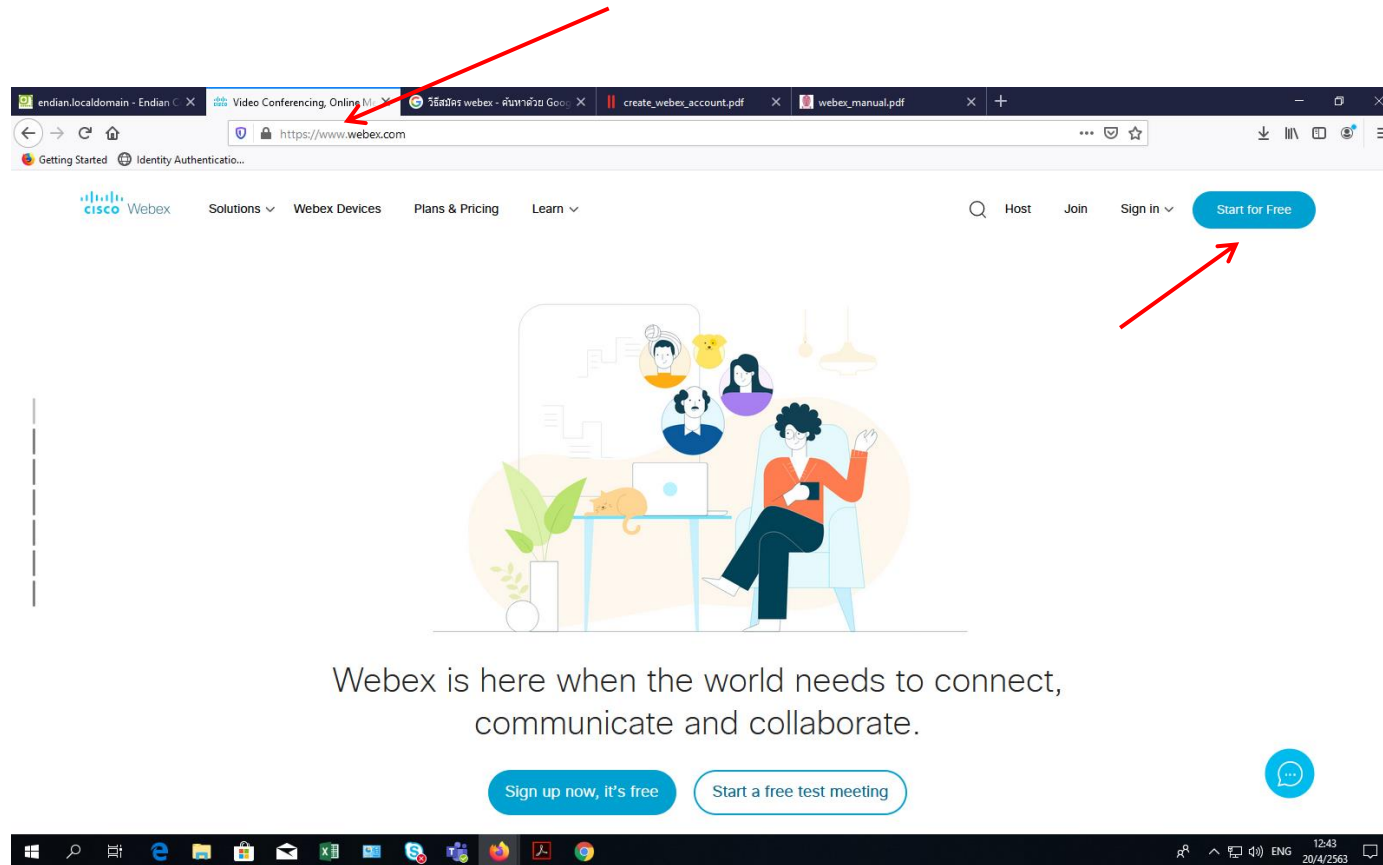 endian.localdomain - Endian C
Video Conferencing, Online Me
วิธีสมัคร webex - ค้นหาด้วย Goog
create_webex_account.pdf
webex_manual.pdf
https://www.webex.com
Getting Started
Identity Authenticatio...
cisco Webex
Solutions
Webex Devices
Plans & Pricing
Learn
Host
Join
Sign in
Start for Free
Webex is here when the world needs to connect,
communicate and collaborate.
Sign up now, it's free
Start a free test meeting
ENG
12:43
20/4/2563